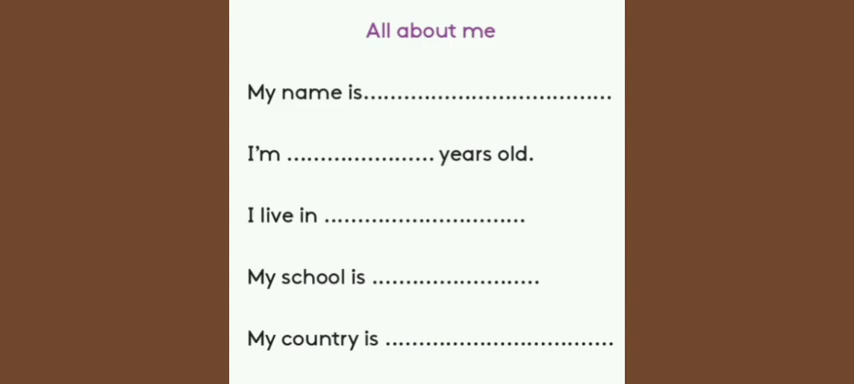 All about me
My name is.....................................
I'm ...................... years old.
I live in ..............................
My school is .........................
My country is ..................................